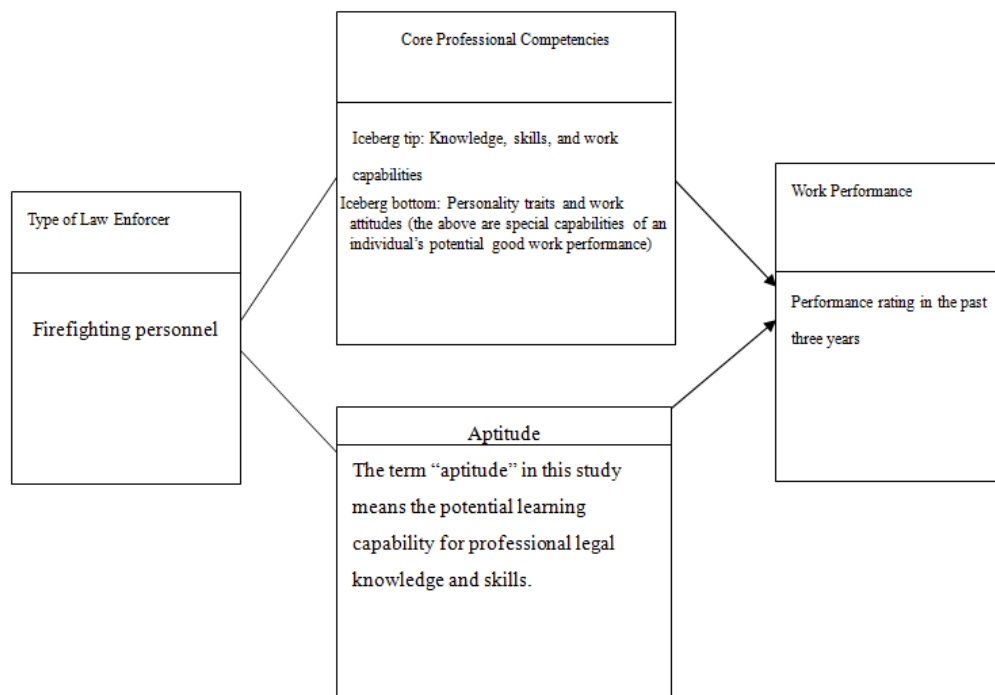 Core Professional Competencies
Iceberg tip: Knowledge, skills, and work
capabilities
Iceberg bottom: Personality traits and work
attitudes (the above are special capabilities of an
individual’s potential good work performance)
Type of Law Enforcer
Firefighting personnel
Work Performance
Performance rating in the past
three years
Aptitude
The term “aptitude” in this study
means the potential learning
capability for professional legal
knowledge and skills.